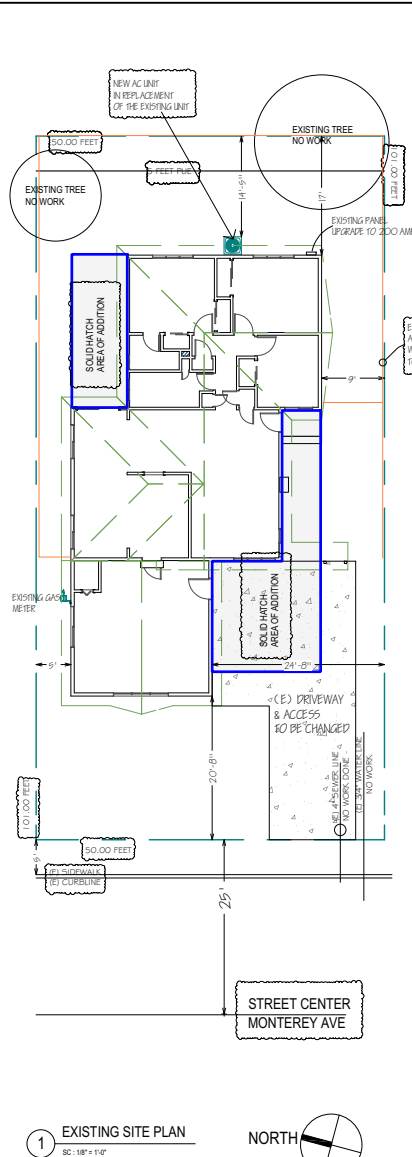 NEW AC UNIT
IN REPLACEMENT
OF THE EXISTING UNIT
50.00 FEET
5 FEET PUE
EXISTING TREE
NO WORK
EXISTING TREE
NO WORK
101.00 FEET
14'-5"
17'
EXISTING PANEL
UPGRADE TO 200 AM
SOLID HATCH
AREA OF ADDITION
9'
EXISTING GAS
METER
SOLID HATCH
AREA OF ADDITION
5'
24'-8"
(E) DRIVEWAY
& ACCESS
TO BE CHANGED
20'-8"
(E) 4" SEWER LINE
NO WORK DONE -
(E) 3/4" WATER LINE
NO WORK
101.00 FEET
50.00 FEET
5'
(E) SIDEWALK
(E) CURBLINE
25'
STREET CENTER
MONTEREY AVE
1
EXISTING SITE PLAN
SC : 1/8" = 1'-0"
NORTH